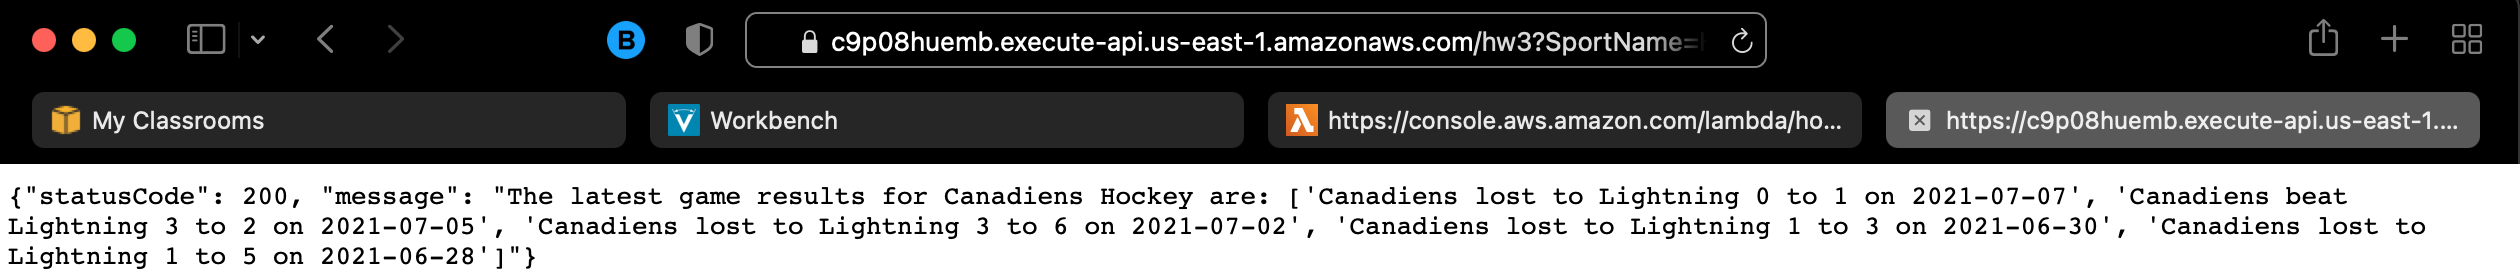 B
c9p08huemb.execute-api.us-east-1.amazonaws.com/hw3?SportName=
My Classrooms
Workbench
https://console.aws.amazon.com/lambda/ho...
https://c9p08huemb.execute-api.us-east-1....
{"statusCode": 200, "message": "The latest game results for Canadiens Hockey are: ['Canadiens lost to Lightning 0 to 1 on 2021-07-07', 'Canadiens beat
Lightning 3 to 2 on 2021-07-05', 'Canadiens lost to Lightning 3 to 6 on 2021-07-02', 'Canadiens lost to Lightning 1 to 3 on 2021-06-30', 'Canadiens lost to
Lightning 1 to 5 on 2021-06-28']"}